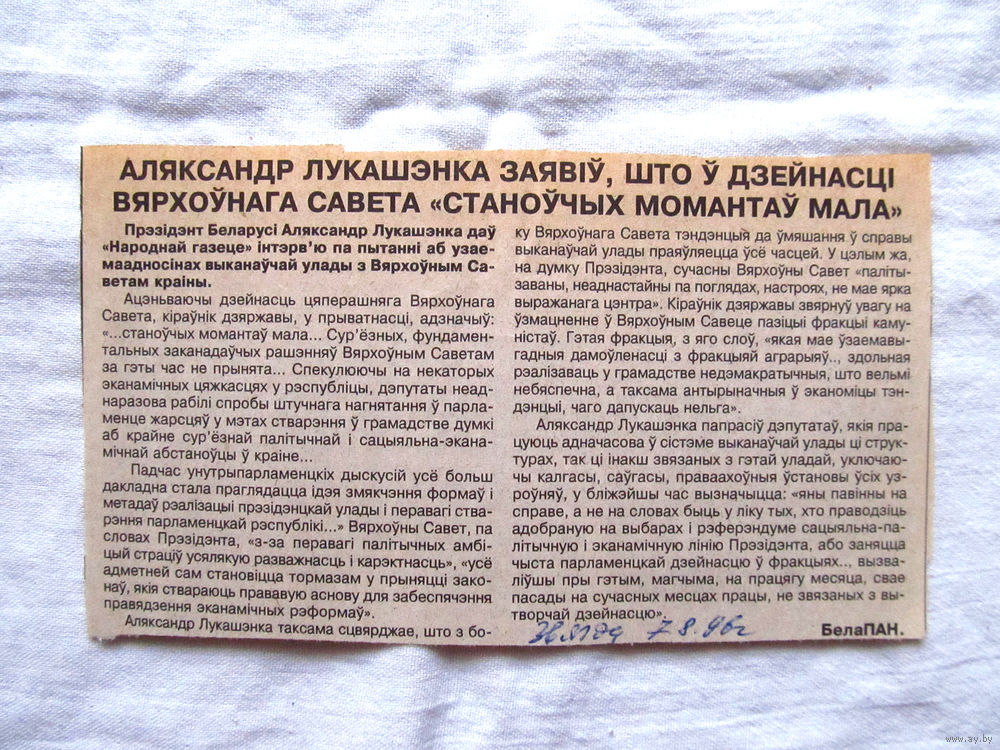 АЛЯКСАНДР ЛУКАШЭНКА ЗАЯВІЎ, ШТО Ў ДЗЕЙНАСЦІ
ВЯРХОЎНАГА САВЕТА «СТАНОЎЧЫХ МОМАНТАЎ МАЛА»
Прэзідэнт Беларусі Аляксандр Лукашэнка даў
«Народнай газеце» інтэрв'ю па пытанні аб узае-
маадносінах выканаўчай улады з Вярхоўным Са-
ветам краіны.
Ацэньваючы дзейнасць цяперашняга Вярхоўнага
Савета, кіраўнік дзяржавы, у прыватнасці, адзначыў:
«...станоўчых момантаў мала... Сур'ёзных, фундамен-
тальных заканадаўчых рашэнняў Вярхоўным Саветам
за гэты час не прынята... Спекулюючы на некаторых
эканамічных цяжкасцях у рэспубліцы, дэпутаты неад-
наразова рабілі спробы штучнага нагнятання ў парла-
менце жарсцяў у мэтах стварэння ў грамадстве думкі
аб крайне сур'ёзнай палітычнай і сацыяльна-экана-
мічнай абстаноўцы ў краіне...
Падчас унутрыпарламенцкіх дыскусій усё больш
дакладна стала праглядацца ідэя змякчэння формаў і
метадаў рэалізацыі прэзідэнцкай улады і перавагі ства-
рэння парламенцкай рэспублікі...» Вярхоўны Савет, па
словах Прэзідэнта, «з-за перавагі палітычных амбі-
цый страціў усялякую разважнасць і карэктнасць», «усё
адметней сам становіцца тормазам у прыняцці зако-
наў, якія ствараюць прававую аснову для забеспячэння
правядзення эканамічных рэформаў».
Аляксандр Лукашэнка таксама сцвярджае, што з бо-
ку Вярхоўнага Савета тэндэнцыя да ўмяшання ў справы
выканаўчай улады праяўляецца ўсё часцей. У цэлым жа,
на думку Прэзідэнта, сучасны Вярхоўны Савет «паліты-
заваны, неаднастайны па поглядах, настроях, не мае ярка
выражанага цэнтра». Кіраўнік дзяржавы звярнуў увагу на
ўзмацненне ў Вярхоўным Савеце пазіцыі фракцыі каму-
ністаў. Гэтая фракцыя, з яго слоў, «якая мае ўзаемавы-
гадныя дамоўленасці з фракцыяй аграрыяў.., здольная
рэалізаваць у грамадстве недэмакратычныя, што вельмі
небяспечна, а таксама антырыначныя ў эканоміцы тэн-
дэнцыі, чаго дапускаць нельга».
Аляксандр Лукашэнка папрасіў дэпутатаў, якія пра-
цуюць адначасова ў сістэме выканаўчай улады ці струк-
турах, так ці інакш звязаных з гэтай уладай, уключаю-
чы калгасы, саўгасы, праваахоўныя ўстановы ўсіх уз-
роўняў, у бліжэйшы час вызначыцца: «яны павінны на
справе, а не на словах быць у ліку тых, хто праводзіць
адобраную на выбарах і рэферэндуме сацыяльна-па-
літычную і эканамічную лінію Прэзідэнта, або заняцца
чыста парламенцкай дзейнасцю ў фракцыях... вызва-
ліўшы пры гэтым, магчыма, на працягу месяца, свае
пасады на сучасных месцах працы, не звязаных з вы-
творчай дзейнасцю».
7.8.96г
БелаПАН.
www.ay.by